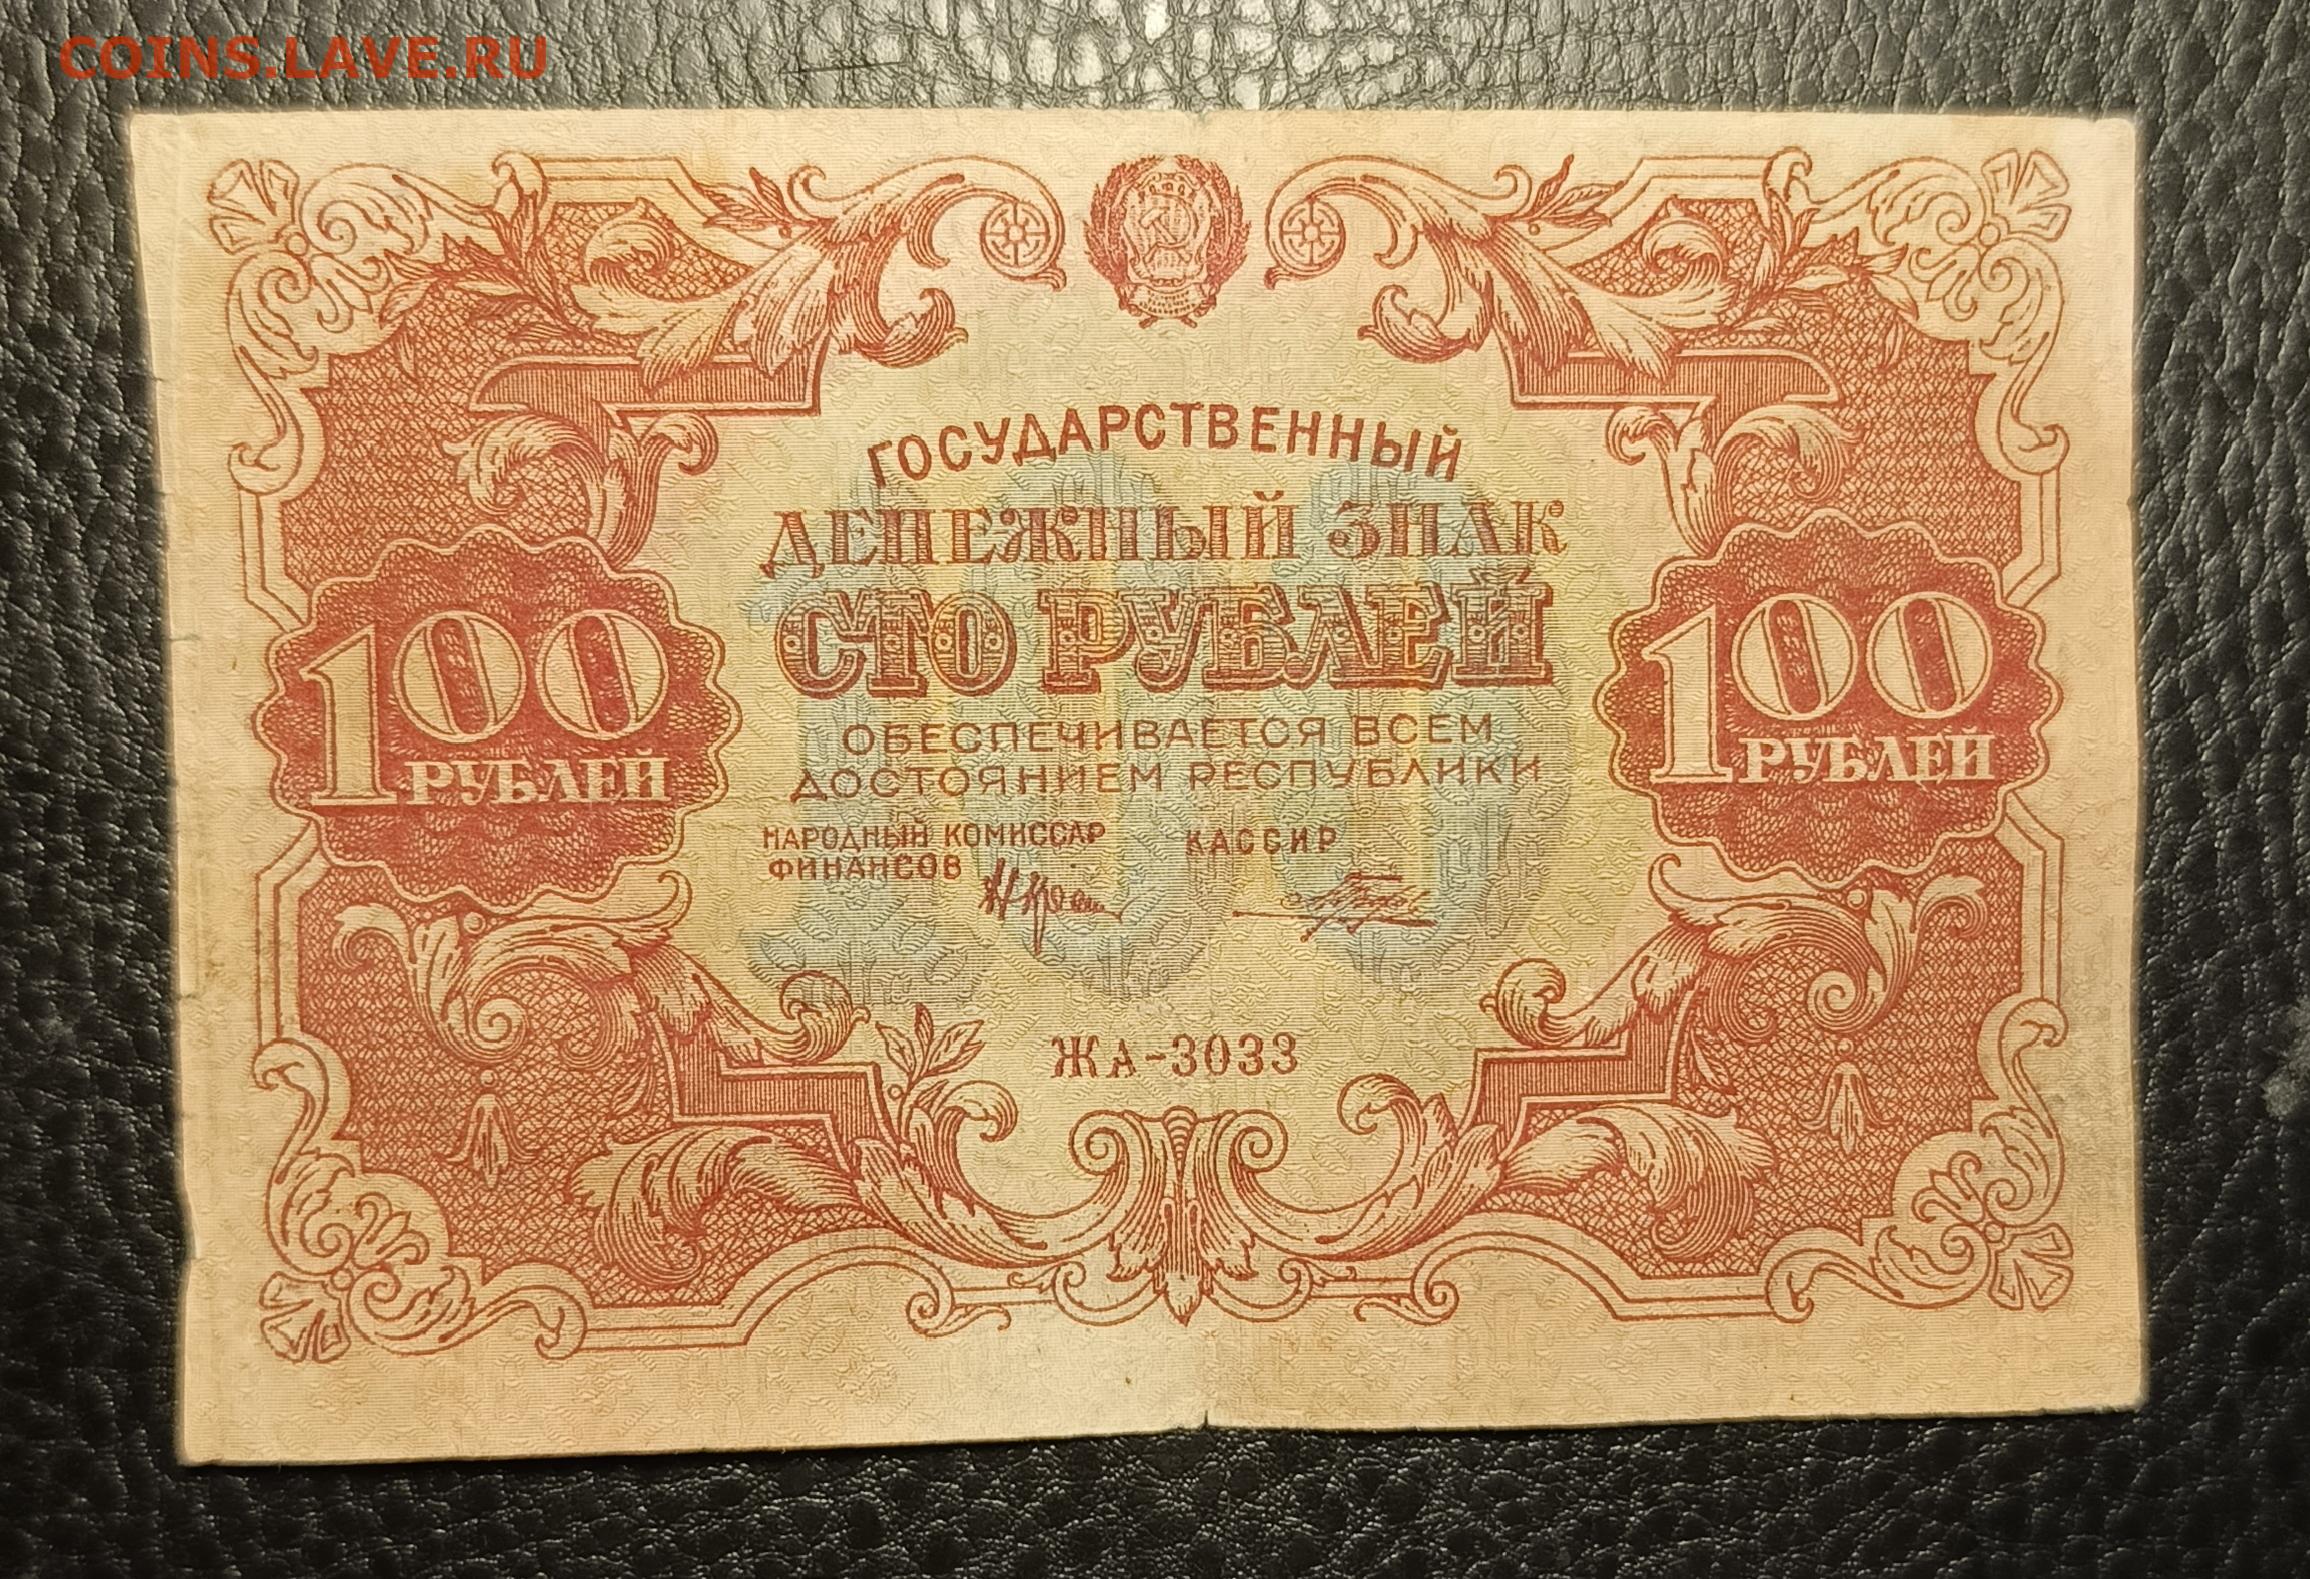 COINS.LAVE.RU
ГОСУДАРСТВЕННЫЙ
ДЕНЕЖНЫЙ ЗНАК
СТО РУБЛЕЙ
100
РУБЛЕЙ
100
РУБЛЕЙ
ОБЕСПЕЧИВАЕТСЯ ВСЕМ
ДОСТОЯНИЕМ РЕСПУБЛИКИ
НАРОДНЫЙ КОМИССАР
ФИНАНСОВ
КАССИР
ЖА-3033